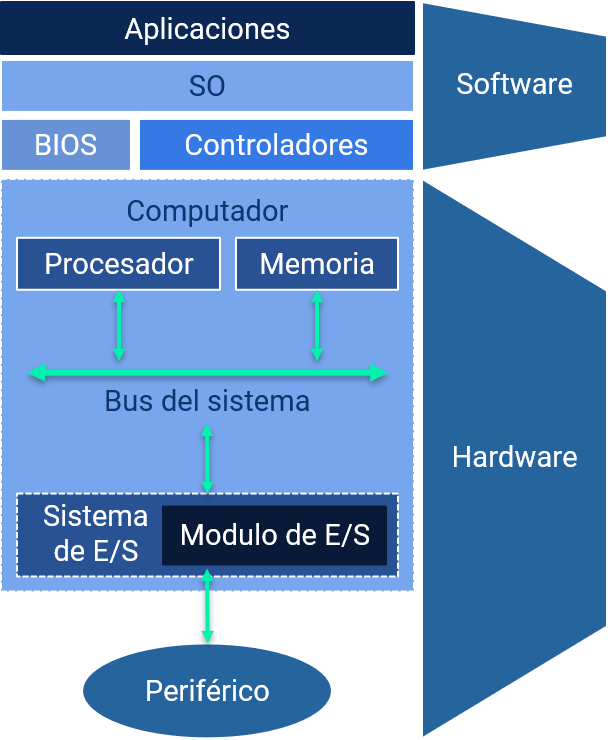 Aplicaciones
SO
BIOS
Controladores
Software
Computador
Procesador
Memoria
Bus del sistema
Sistema
de E/S
Modulo de E/S
Periférico
Hardware